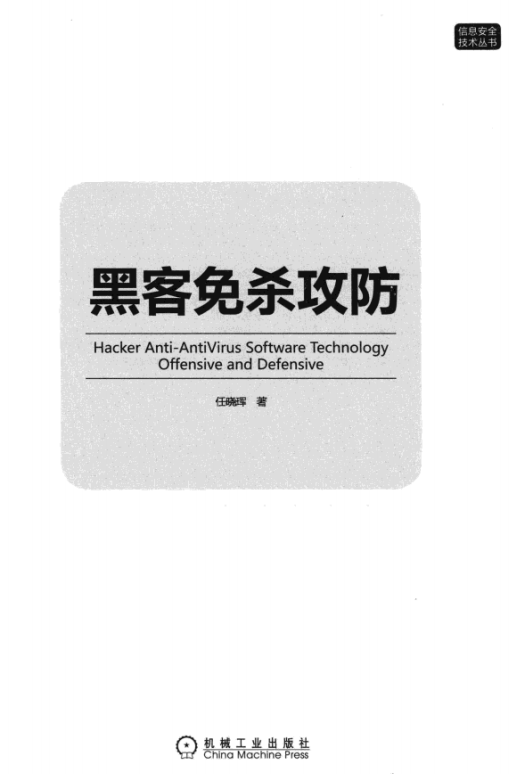 信息安全
技术丛书
黑客免杀攻防
Hacker Anti-AntiVirus Software Technology
Offensive and Defensive
任晓珲 著
机械工业出版社
China Machine Press